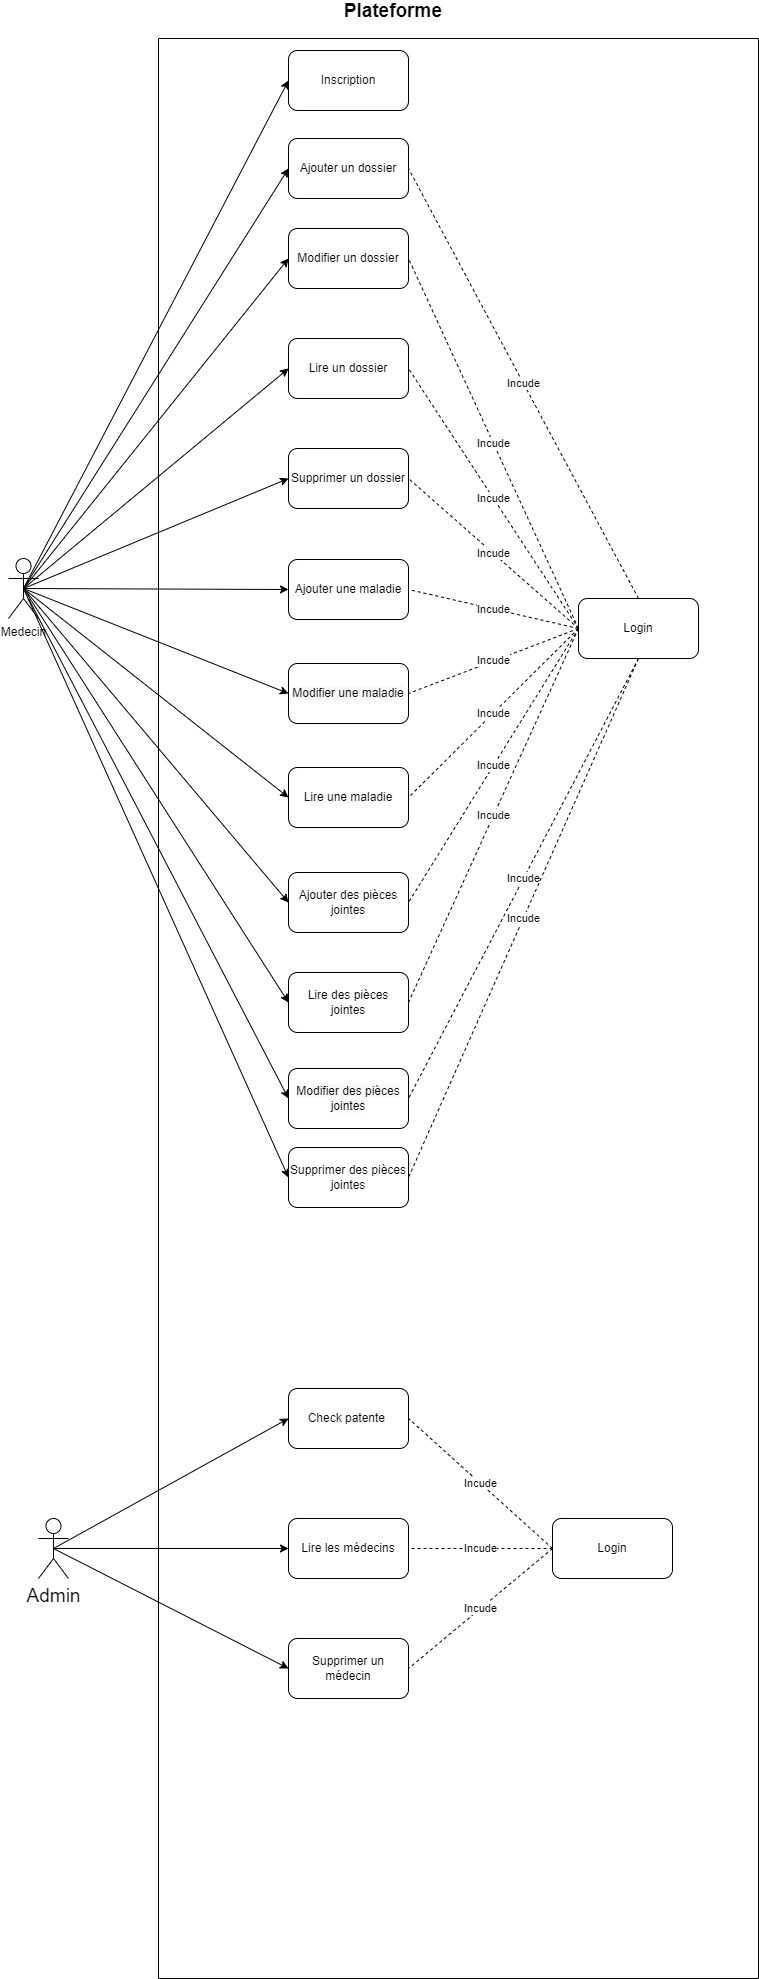 Plateforme
Inscription
Ajouter un dossier
Modifier un dossier
Lire un dossier
Incude
Incude
Supprimer un dossier
Incude
Incude
Ajouter une maladie
Incude
Medecin
Login
Modifier une maladie
Incude
Lire une maladie
Incude
Incude
Incude
Ajouter des pièces
jointes
Incude
Incude
Lire des pièces
jointes
Modifier des pièces
jointes
Supprimer des pièces
jointes
Check patente
Incude
Admin
Lire les médecins
Incude
Login
Incude
Supprimer un
médecin